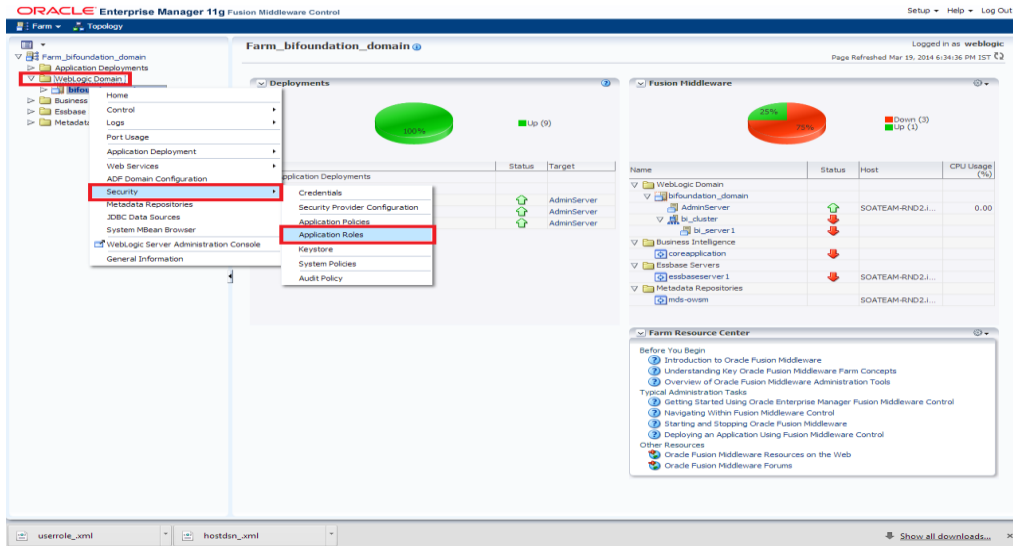 ORACLE Enterprise Manager 11g Fusion Middleware Control
Setup Help Log Out
Farm Topology
Farm_bifoundation_domain
Application Deployments
WebLogic Domain
bifou
Business
Essbase
Metadata
Home
Control
Logs
Port Usage
Application Deployment
Web Services
ADF Domain Configuration
Security
Metadata Repositories
JDBC Data Sources
System MBean Browser
WebLogic Server Administration Console
General Information
Credentials
Security Provider Configuration
Application Policies
Application Roles
Keystore
System Policies
Audit Policy
Farm_bifoundation_domain
Logged in as weblogic
Page Refreshed Mar 19, 2014 6:34:36 PM IST
Deployments
100%
Up (9)
Status Target
pplication Deployments
AdminServer
AdminServer
AdminServer
Fusion Middleware
25%
75%
Down (3)
Up (1)
Name Status Host CPU Usage (%)
WebLogic Domain
bifoundation_domain
AdminServer SOATEAM-RND2.i... 0.00
bi_cluster
bi_server1
Business Intelligence
coreapplication
Essbase Servers
essbaseserver1 SOATEAM-RND2.i...
Metadata Repositories
mds-owsm SOATEAM-RND2.i...
Farm Resource Center
Before You Begin
Introduction to Oracle Fusion Middleware
Understanding Key Oracle Fusion Middleware Farm Concepts
Overview of Oracle Fusion Middleware Administration Tools
Typical Administration Tasks
Getting Started Using Oracle Enterprise Manager Fusion Middleware Control
Navigating Within Fusion Middleware Control
Starting and Stopping Oracle Fusion Middleware
Deploying an Application Using Fusion Middleware Control
Other Resources
Oracle Fusion Middleware Resources on the Web
Oracle Fusion Middleware Forums
userrole_.xml
hostdsn_.xml
Show all downloads...